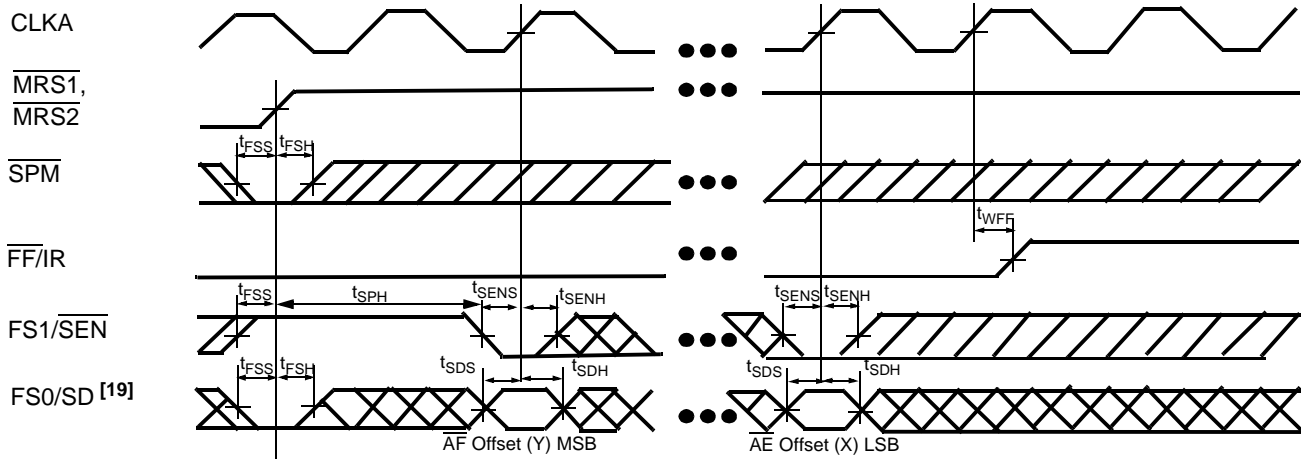 CLKA
MRS1,
MRS2
tFSS tFSH
SPM
tWFF
FF/IR
tFSS tSPH tSENS tSENH tSENS tSENH
FS1/SEN
tFSS tFSH tSDS tSDH tSDS tSDH
FS0/SD [19]
AF Offset (Y) MSB AE Offset (X) LSB